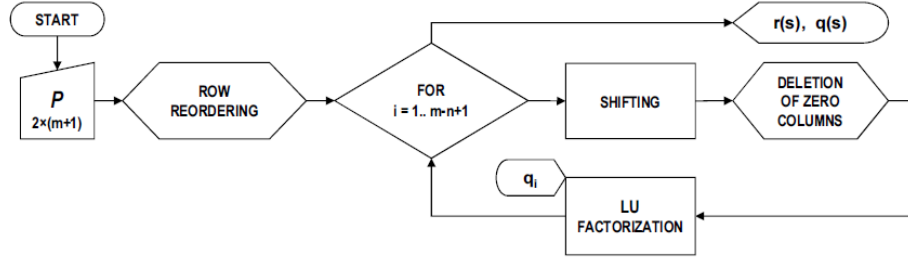 START
P
2×(m+1)
ROW
REORDERING
FOR
i = 1.. m-n+1
r(s), q(s)
SHIFTING
DELETION
OF ZERO
COLUMNS
qi
LU
FACTORIZATION